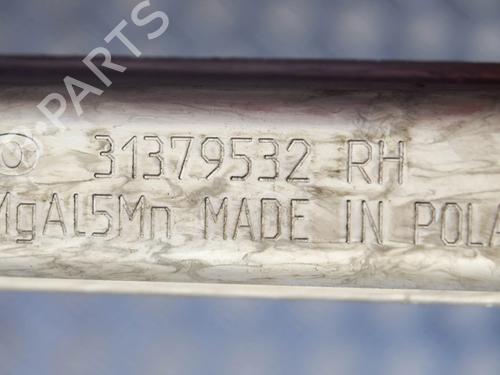 B PARTS
31379532 RH
MgAl5Mn MADE IN POLA